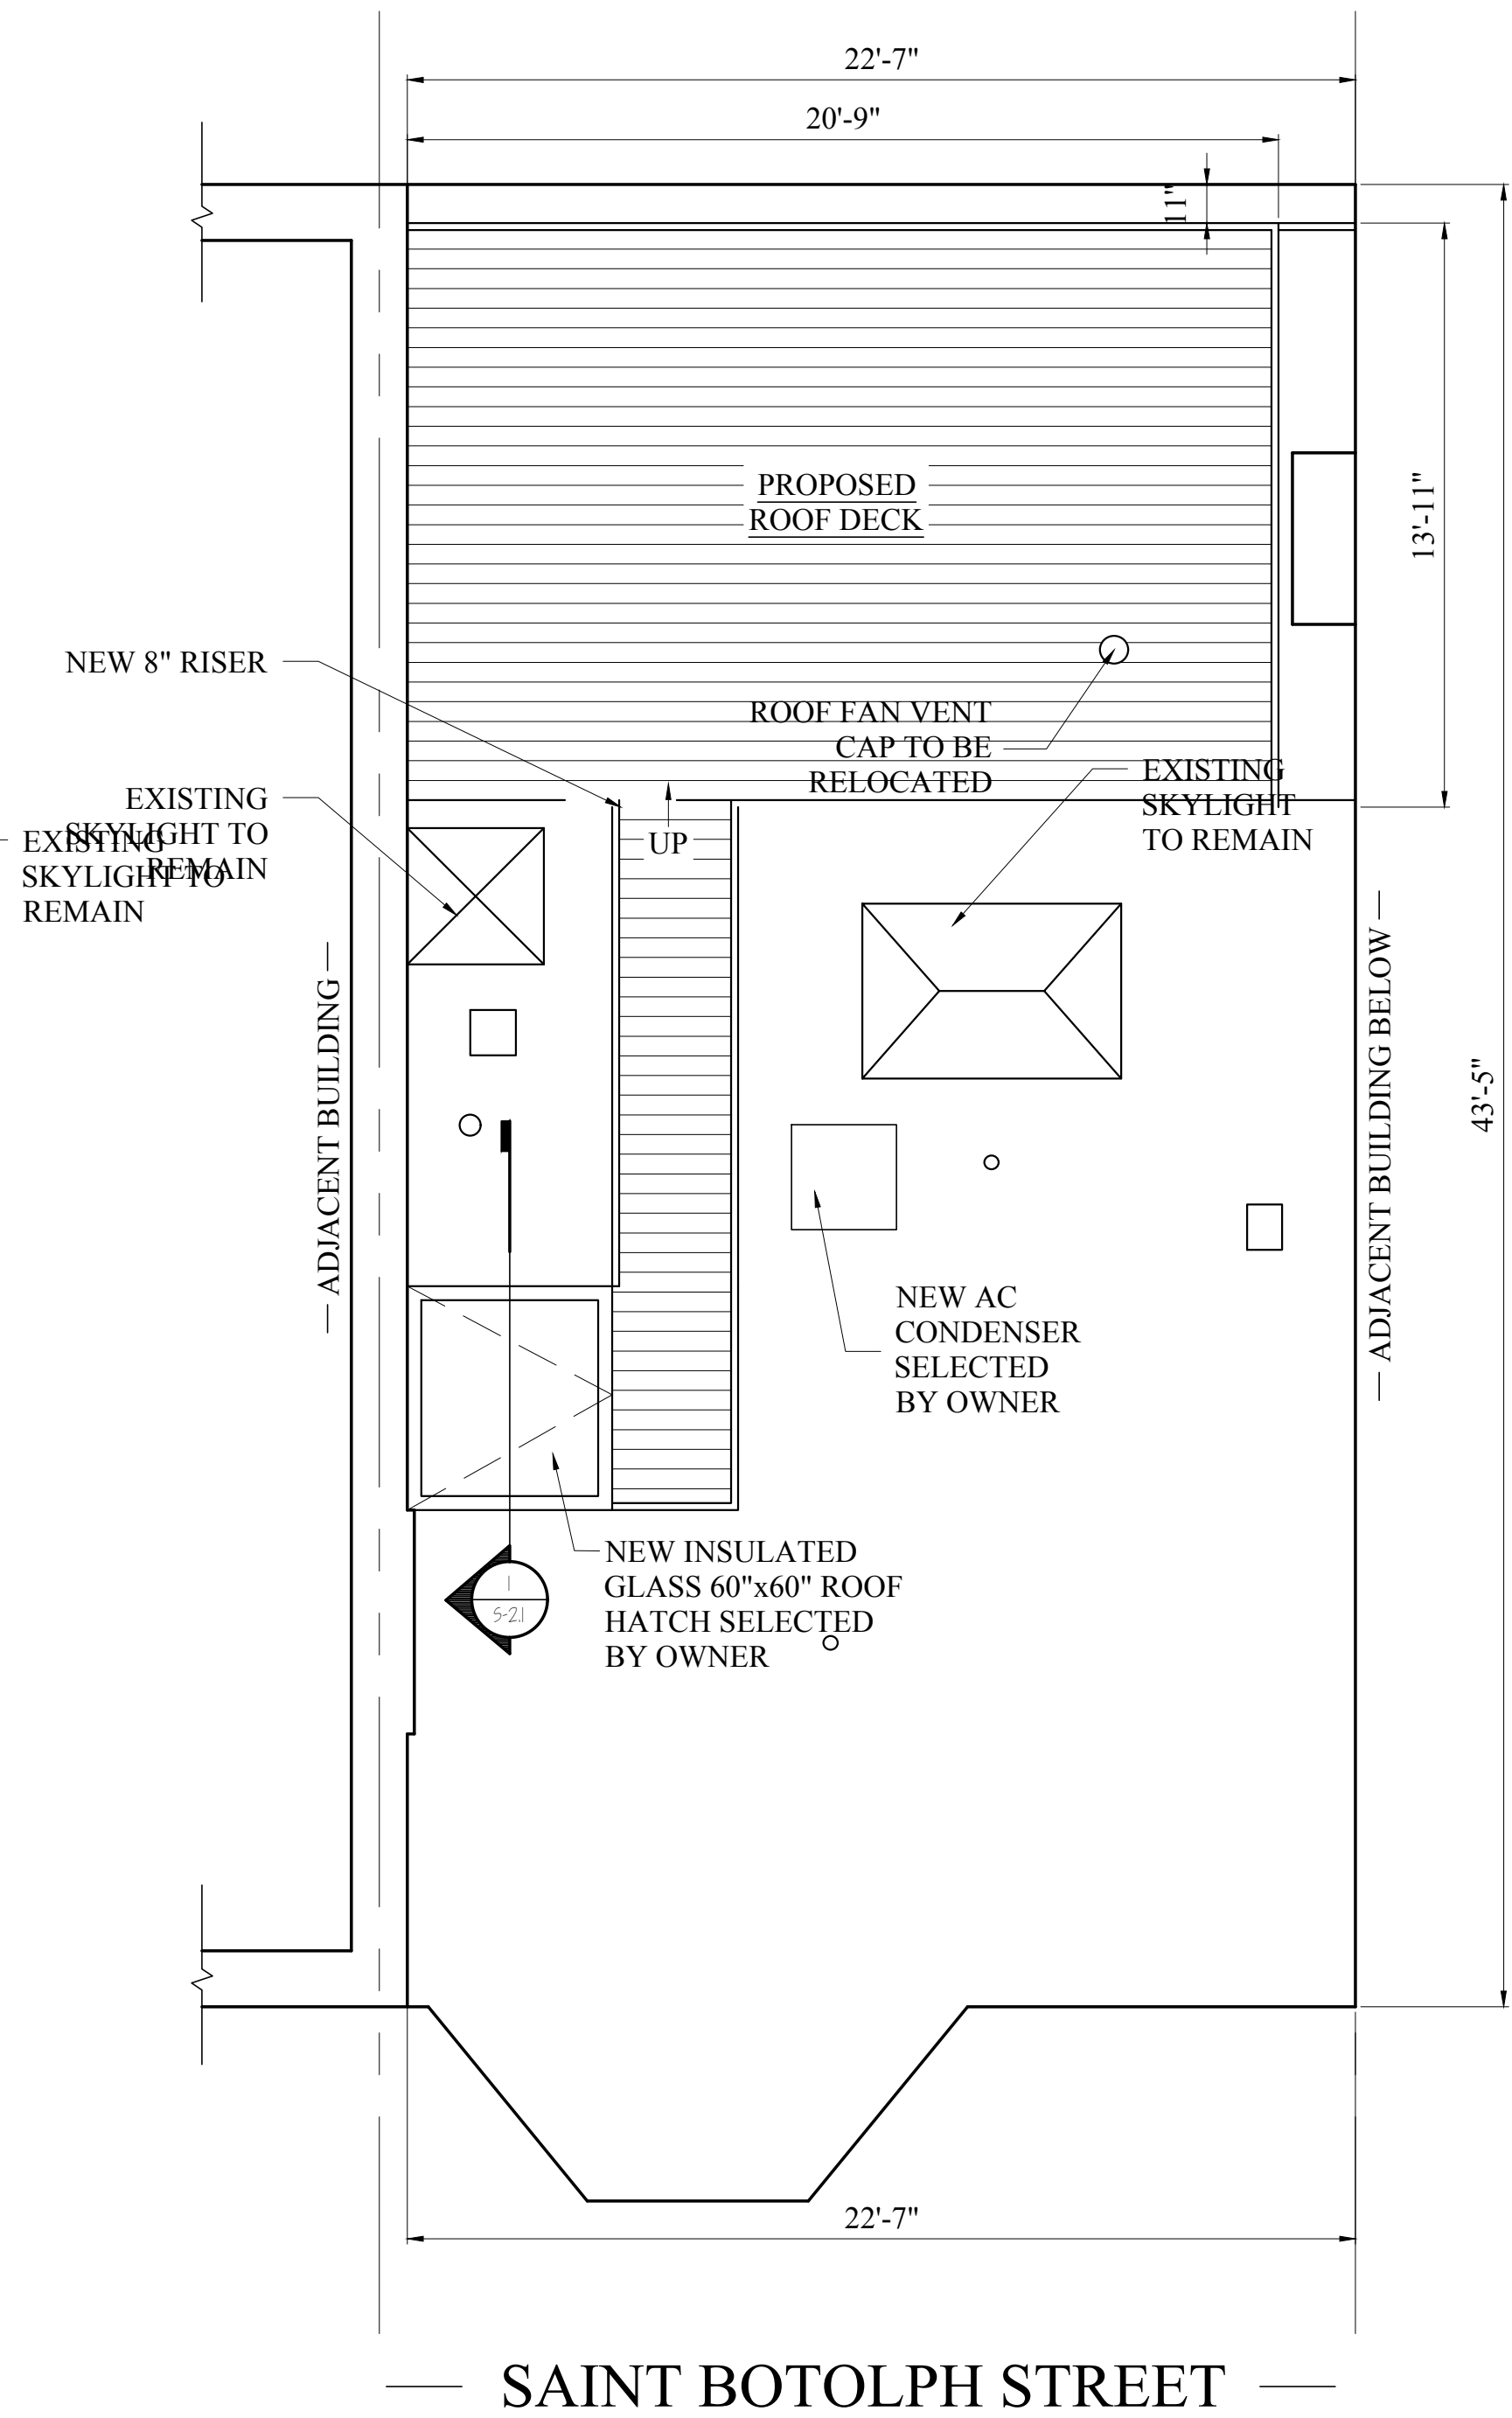 22'-7"
20'-9"
11"
PROPOSED
ROOF DECK
13'-11"
NEW 8" RISER
ROOF FAN VENT
CAP TO BE
RELOCATED
EXISTING
SKYLIGHT
TO REMAIN
EXISTING
SKYLIGHT TO
REMAIN
EXISTING
SKYLIGHT TO
REMAIN
UP
ADJACENT BUILDING
ADJACENT BUILDING BELOW
43'-5"
NEW AC
CONDENSER
SELECTED
BY OWNER
NEW INSULATED
GLASS 60"x60" ROOF
HATCH SELECTED
BY OWNER
1
S-2.1
22'-7"
SAINT BOTOLPH STREET